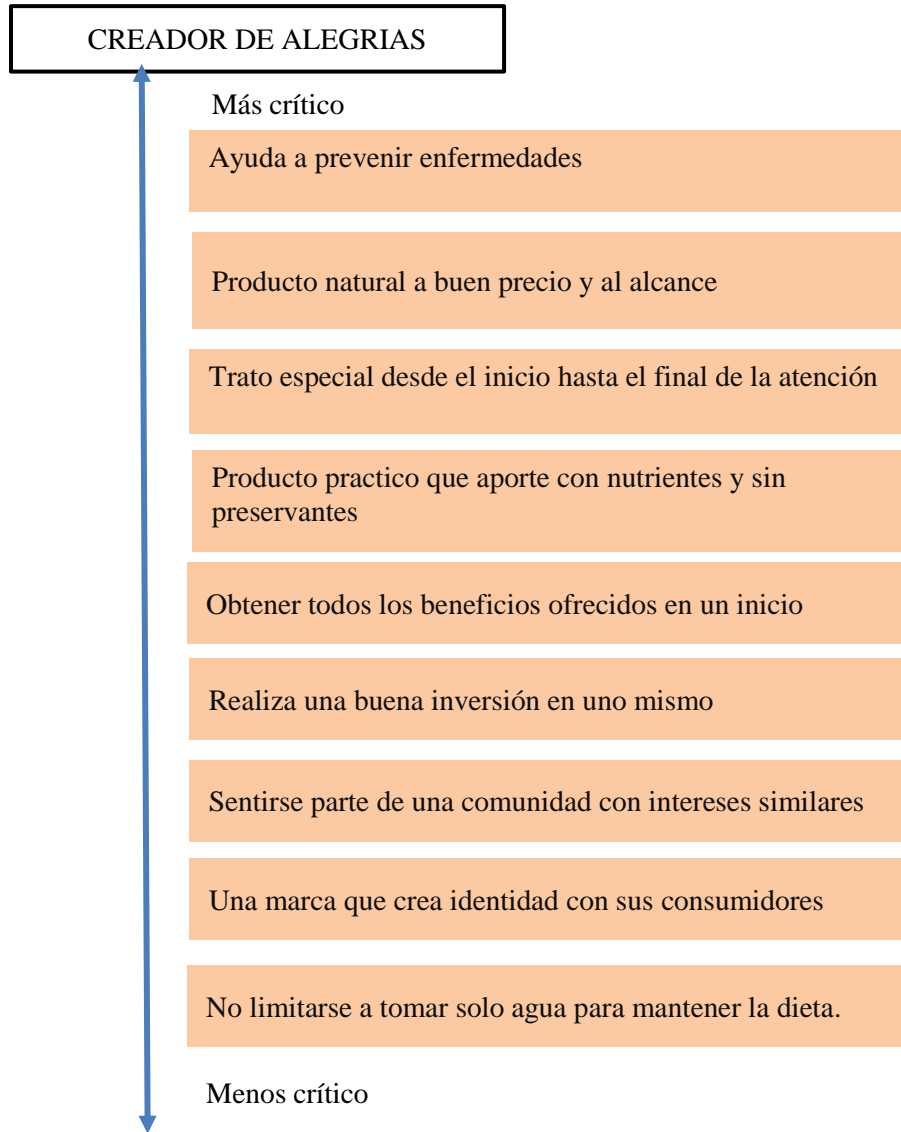 CREADOR DE ALEGRIAS
Más crítico
Ayuda a prevenir enfermedades
Producto natural a buen precio y al alcance
Trato especial desde el inicio hasta el final de la atención
Producto practico que aporte con nutrientes y sin
preservantes
Obtener todos los beneficios ofrecidos en un inicio
Realiza una buena inversión en uno mismo
Sentirse parte de una comunidad con intereses similares
Una marca que crea identidad con sus consumidores
No limitarse a tomar solo agua para mantener la dieta.
Menos crítico